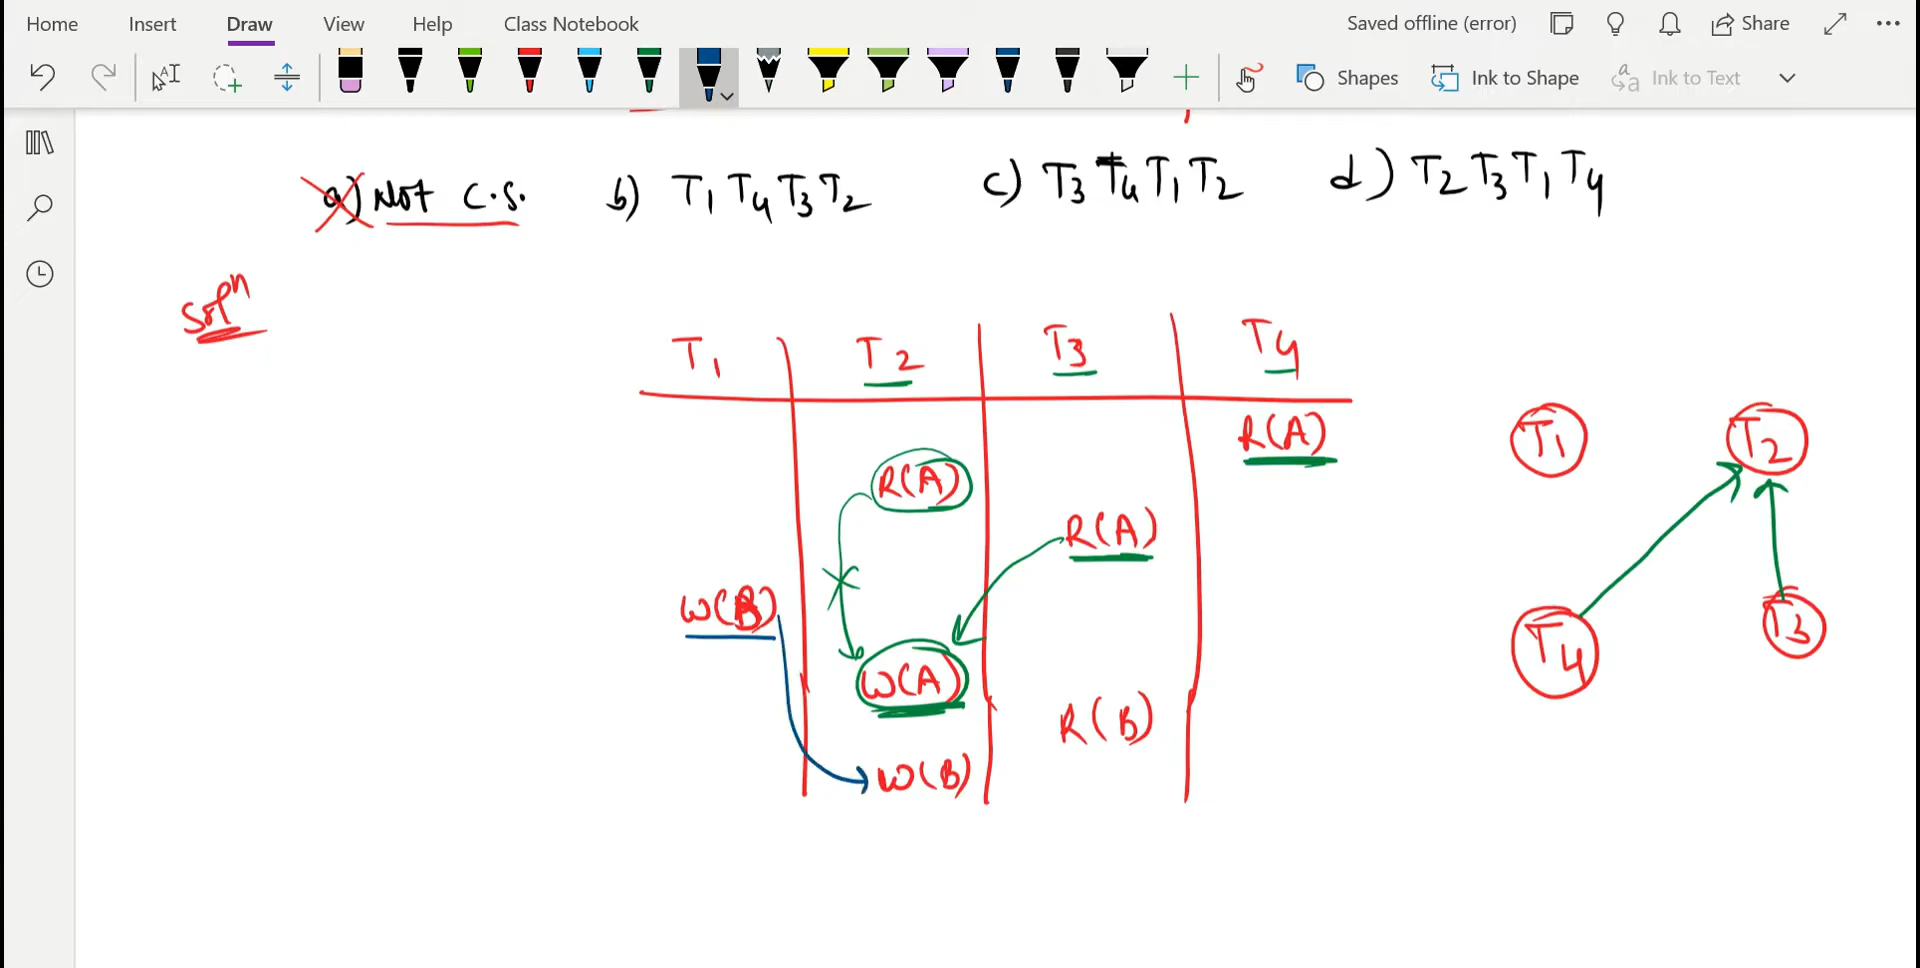 Home Insert Draw View Help Class Notebook Saved offline (error) Share
Shapes Ink to Shape Ink to Text
a) Not C.S. b) T1 T4 T3 T2 c) T3 T4 T1 T2 d) T2 T3 T1 T4
Solⁿ
T1 T2 T3 T4
R(A)
T1 T2
R(A)
R(A)
W(B)
T4 T3
W(A)
R(B)
W(B)